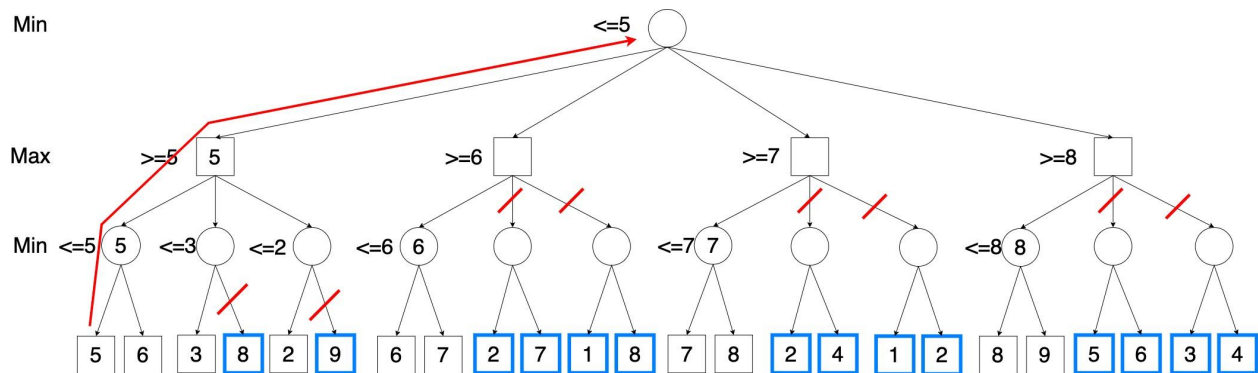 Min <=5
Max >=5 5 >=6 >=7 >=8
Min <=5 5 <=3 <=2 <=6 6 <=7 7 <=8 8
5 6 3 8 2 9 6 7 2 7 1 8 7 8 2 4 1 2 8 9 5 6 3 4